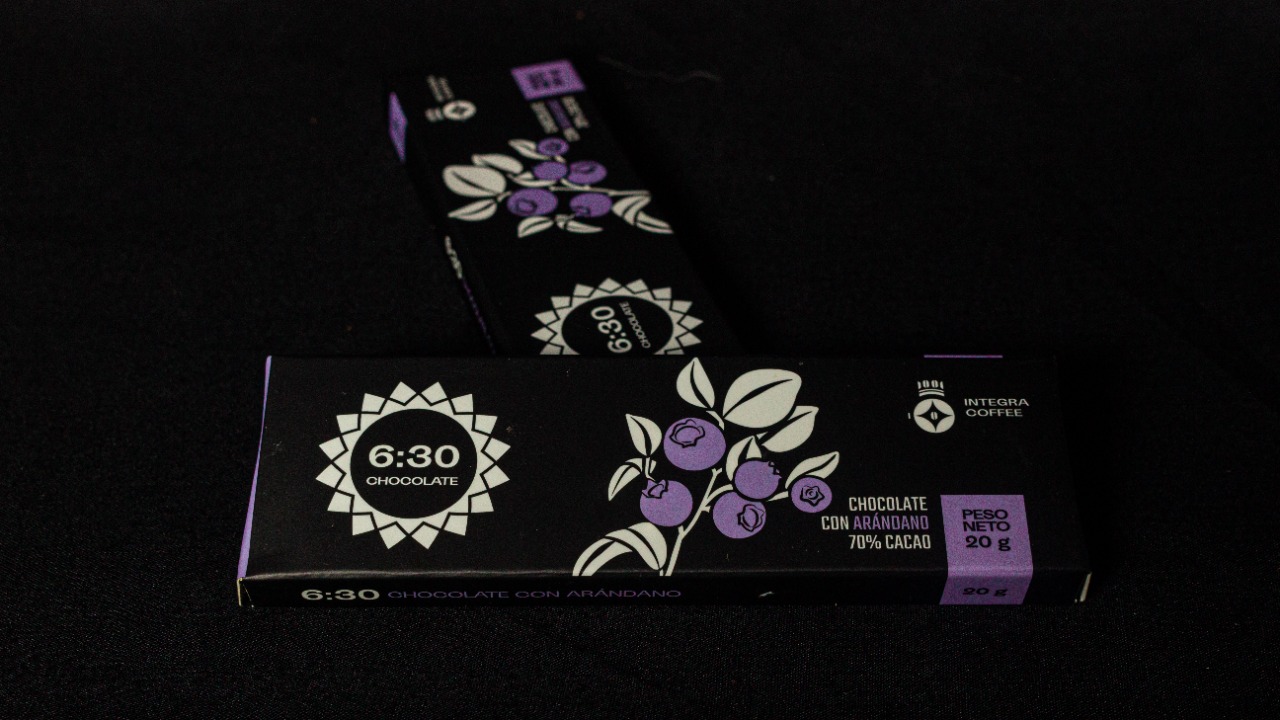 6:30
CHOCOLATE
6:30
CHOCOLATE
INTEGRA
COFFEE
CHOCOLATE
CON ARÁNDANO
70% CACAO
PESO
NETO
20 g
20 g
6:30 CHOCOLATE CON ARÁNDANO